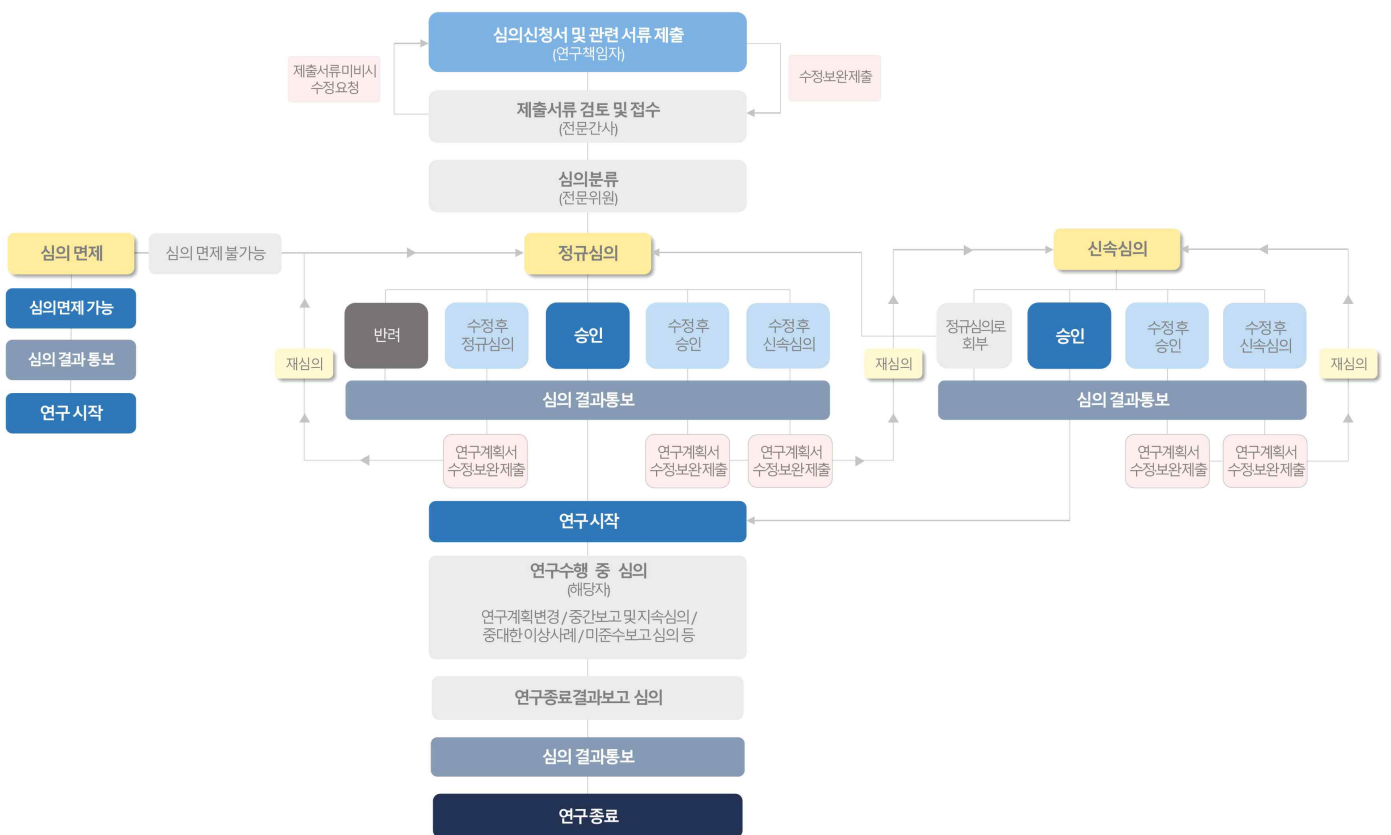 심의신청서 및 관련 서류 제출
(연구책임자)
제출서류미비시
수정요청
수정보완제출
제출서류 검토 및 접수
(전문간사)
심의분류
(전문위원)
심의 면제
심의 면제 불가능
정규심의
신속심의
심의면제 가능
심의 결과 통보
연구 시작
반려
수정 후
정규심의
승인
수정 후
승인
수정 후
신속심의
재심의
심의 결과통보
연구계획서
수정보완제출
연구계획서
수정보완제출
연구계획서
수정보완제출
재심의
정규심의로
회부
승인
수정 후
승인
수정 후
신속심의
재심의
심의 결과통보
연구계획서
수정보완제출
연구계획서
수정보완제출
연구 시작
연구수행 중 심의
(해당자)
연구계획변경 / 중간보고 및 지속심의 /
중대한 이상사례 / 미준수보고 심의 등
연구종료결과보고 심의
심의 결과통보
연구 종료